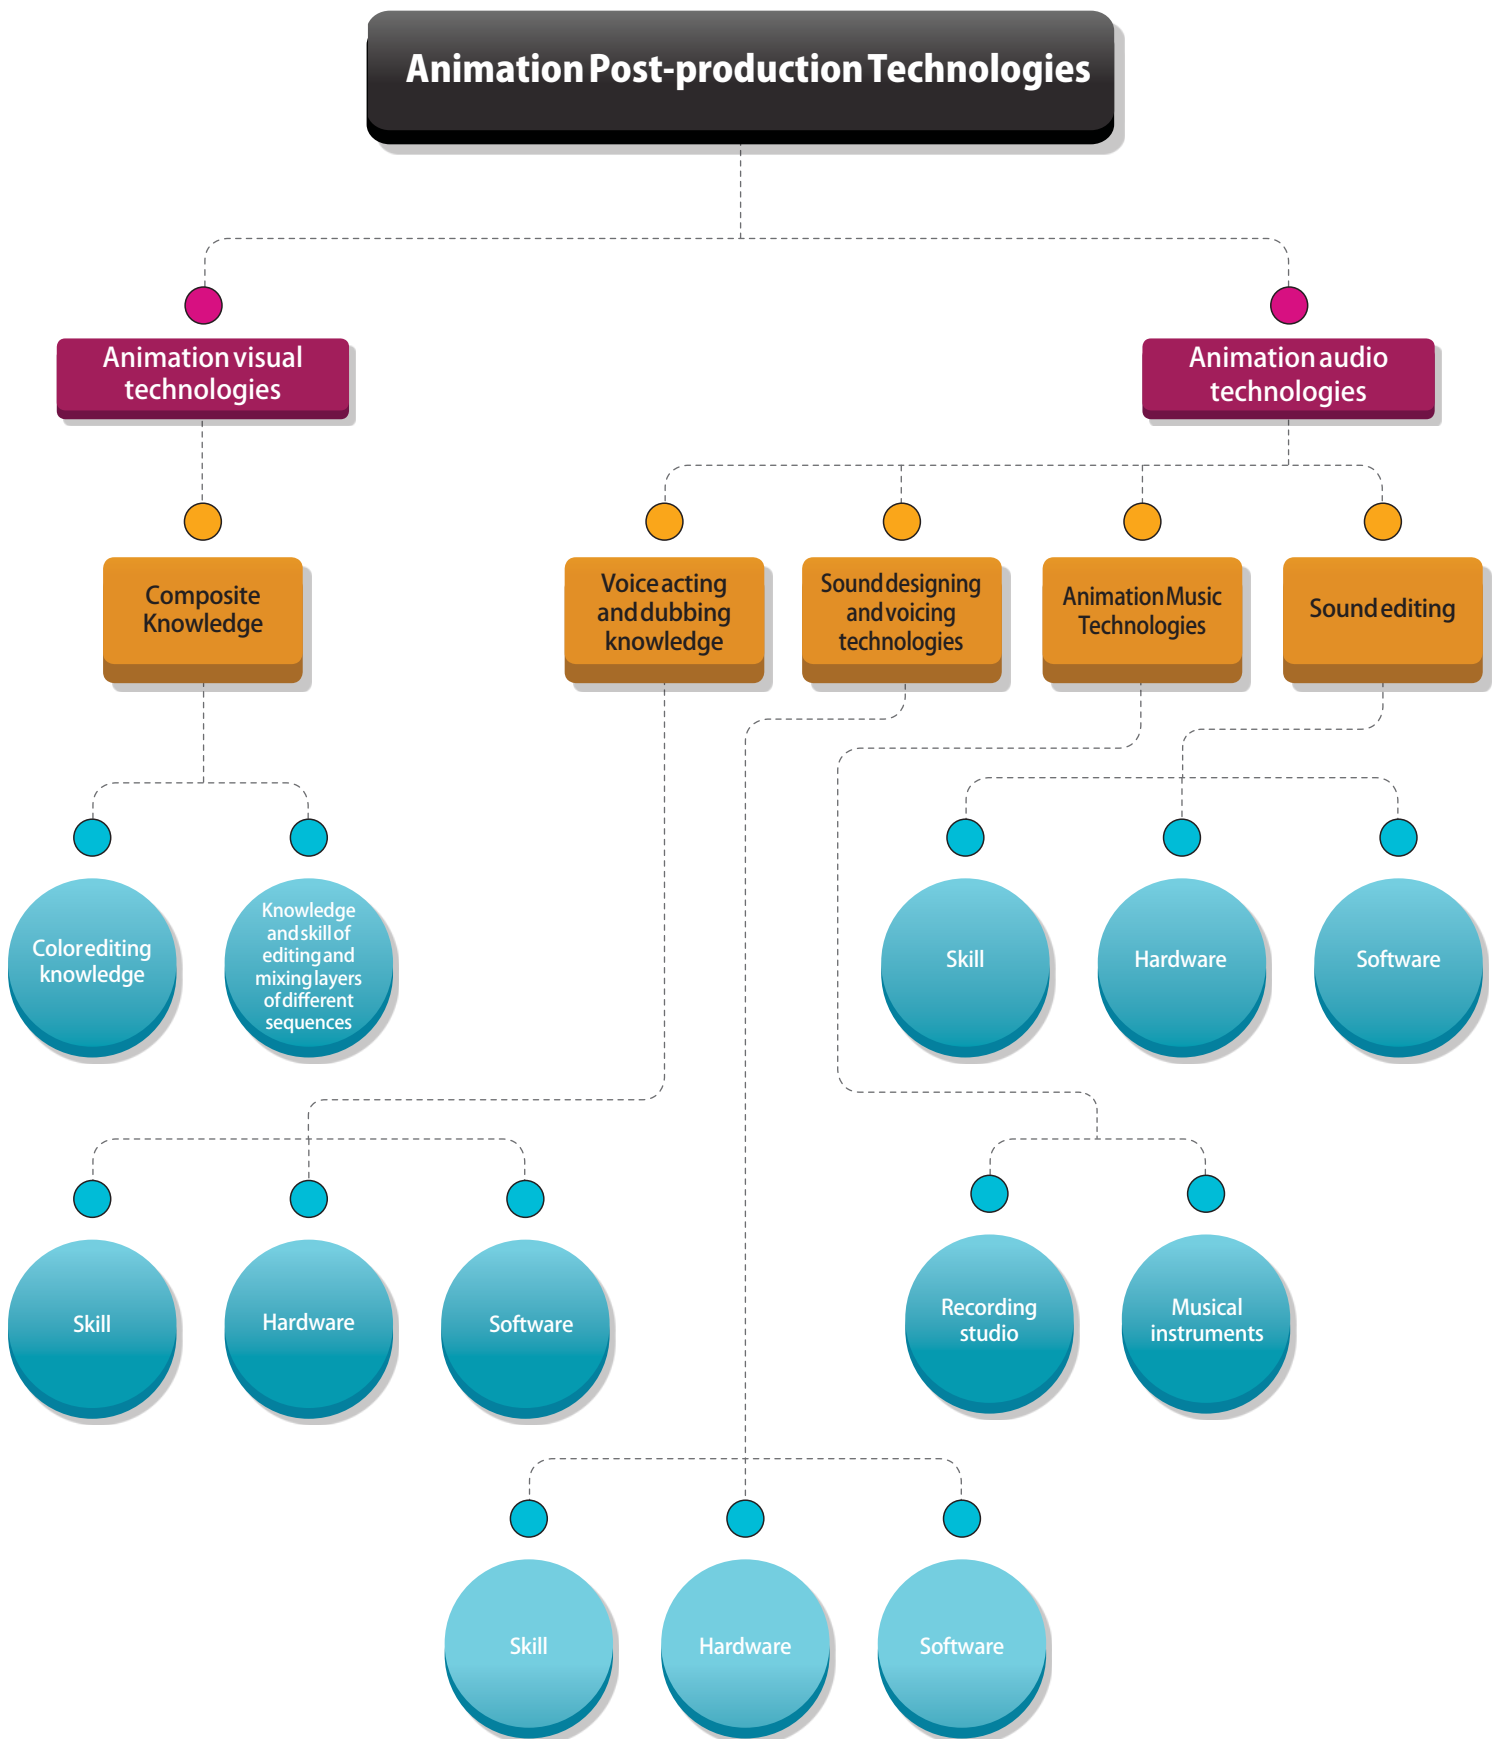 Animation Post-production Technologies
Animation visual
technologies
Animation audio
technologies
Composite
Knowledge
Voice acting
and dubbing
knowledge
Sound designing
and voicing
technologies
Animation Music
Technologies
Sound editing
Color editing
knowledge
Knowledge
and skill of
editing and
mixing layers
of different
sequences
Skill
Hardware
Software
Skill
Hardware
Software
Recording
studio
Musical
instruments
Skill
Hardware
Software